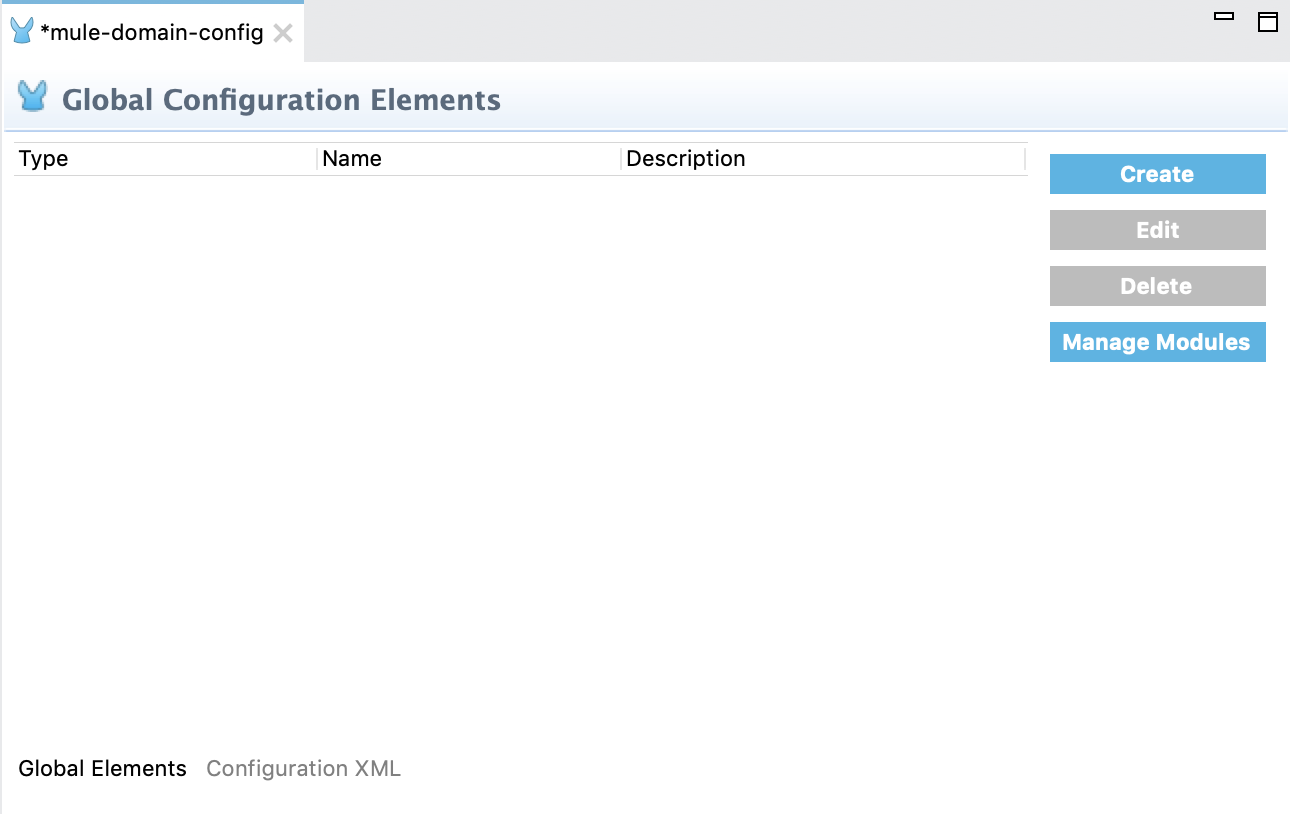 *mule-domain-config
Global Configuration Elements
Type Name Description
Create
Edit
Delete
Manage Modules
Global Elements Configuration XML